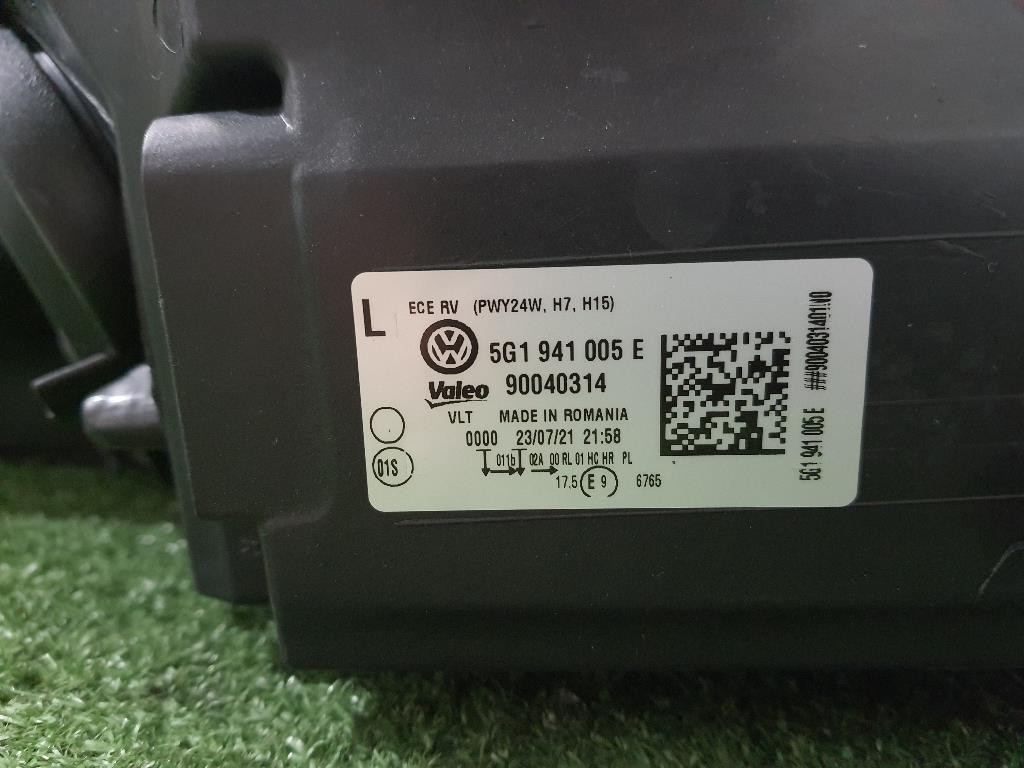 L
ECE RV (PWY24W, H7, H15)
5G1 941 005 E
Valeo 90040314
VLT MADE IN ROMANIA
0000 23/07/21 21:58
01S
011b 02A 00 RL 01 HC HR PL
17.5 E 9 6765
5G1 941 005 E ###9004031401